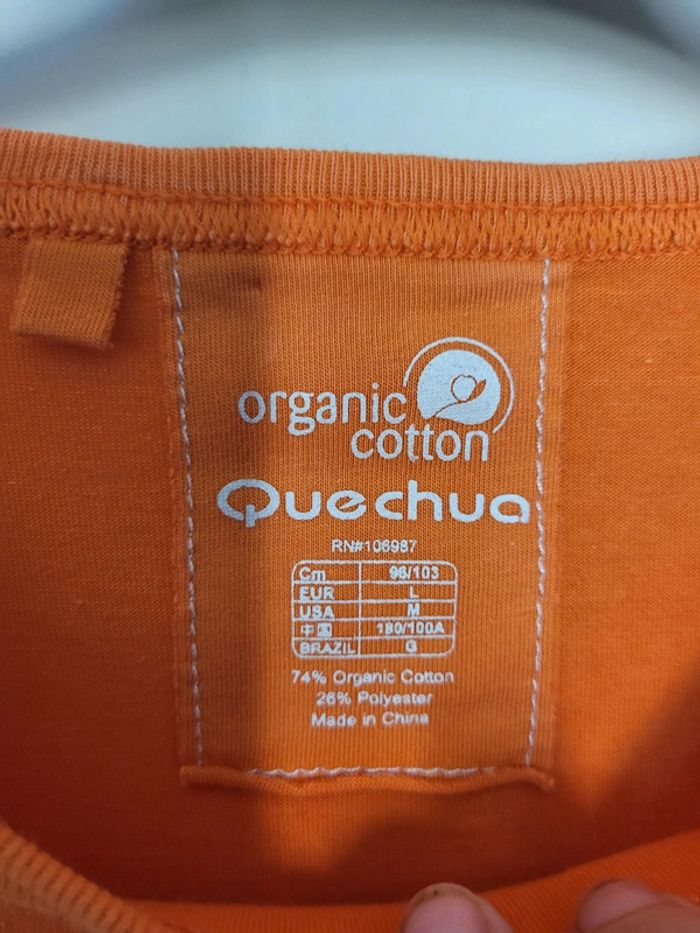 organic
cotton
Quechua
RN#106987
Cm 96/103
EUR L
USA M
中国 180/100A
BRAZIL G
74% Organic Cotton
26% Polyester
Made in China